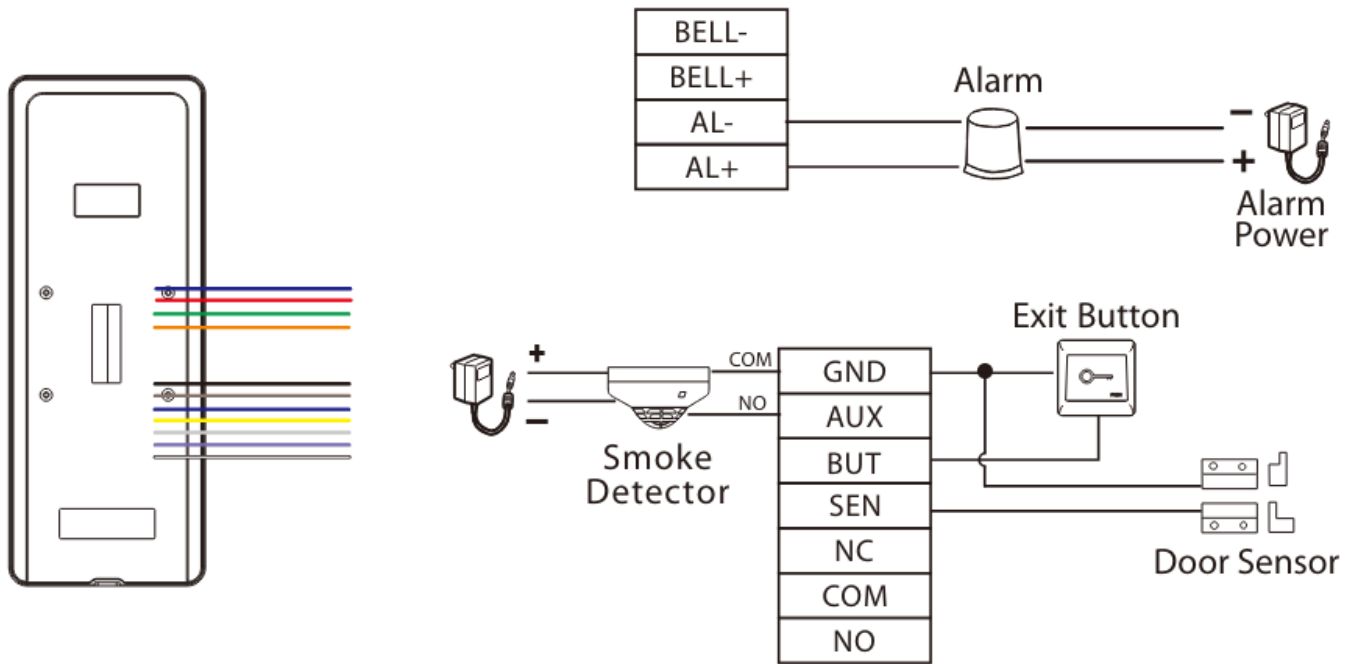 BELL-
BELL+
AL-
AL+
Alarm
−
+
Alarm
Power
+
−
COM
NO
Smoke
Detector
GND
AUX
BUT
SEN
NC
COM
NO
Exit Button
Door Sensor